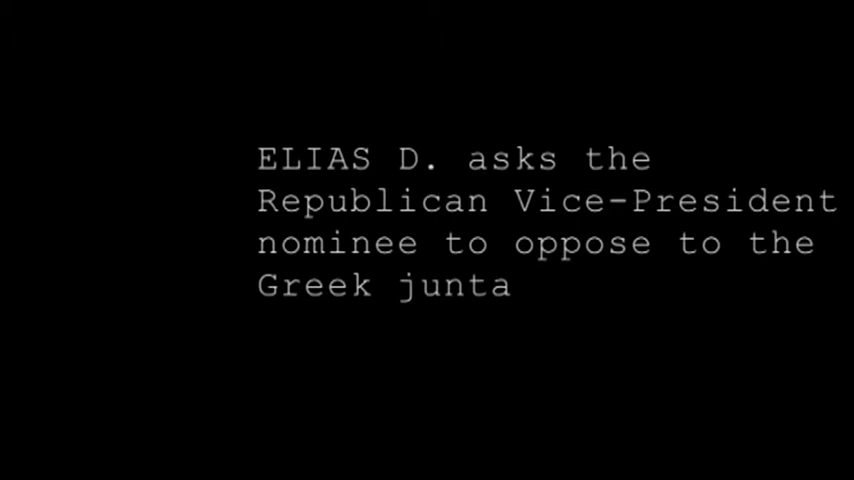 ELIAS D. asks the
Republican Vice-President
nominee to oppose to the
Greek junta